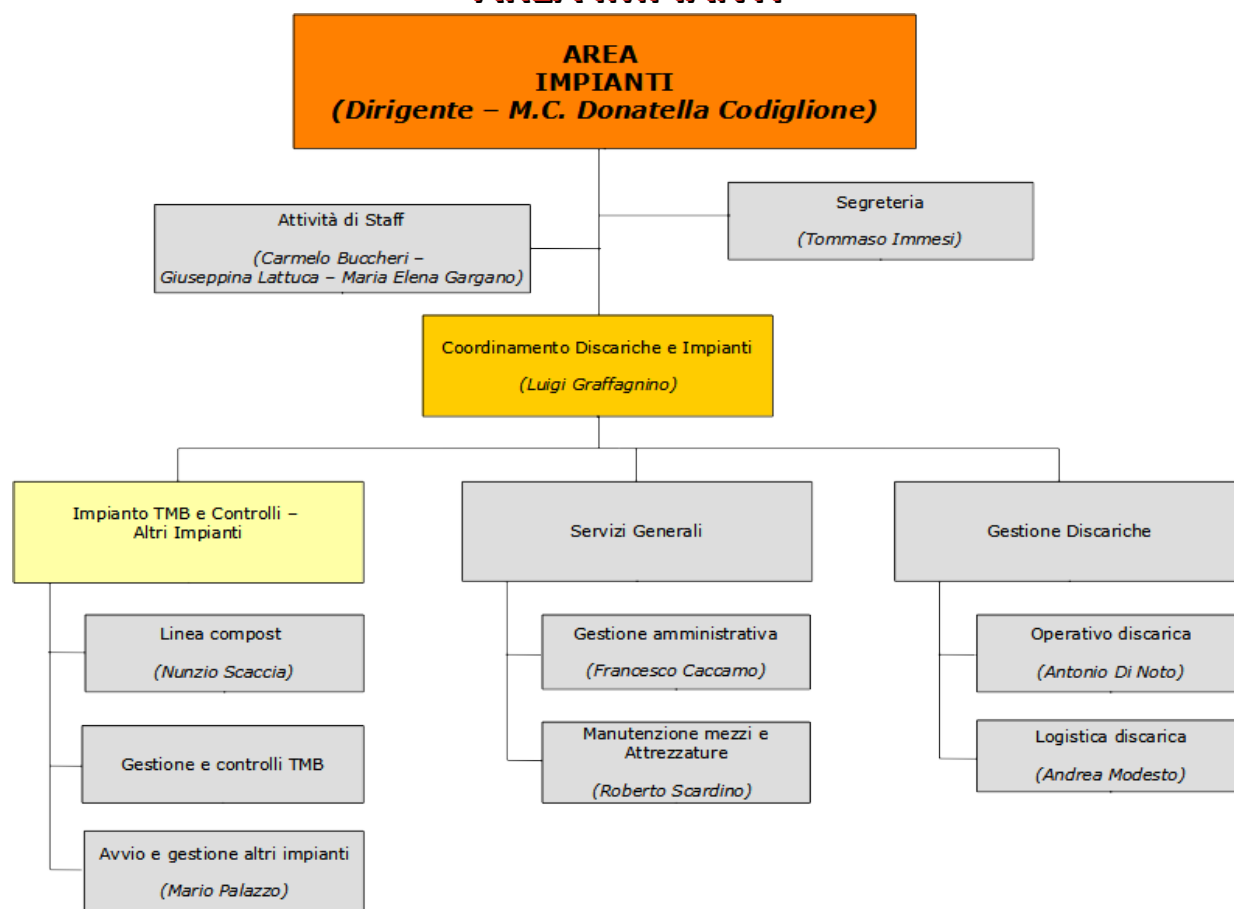 AREA IMPIANTI
AREA
IMPIANTI
(Dirigente – M.C. Donatella Codiglione)
Segreteria
(Tommaso Immesi)
Attività di Staff
(Carmelo Buccheri –
Giuseppina Lattuca – Maria Elena Gargano)
Coordinamento Discariche e Impianti
(Luigi Graffagnino)
Impianto TMB e Controlli –
Altri Impianti
Servizi Generali
Gestione Discariche
Linea compost
(Nunzio Scaccia)
Gestione amministrativa
(Francesco Caccamo)
Operativo discarica
(Antonio Di Noto)
Gestione e controlli TMB
Manutenzione mezzi e
Attrezzature
(Roberto Scardino)
Logistica discarica
(Andrea Modesto)
Avvio e gestione altri impianti
(Mario Palazzo)